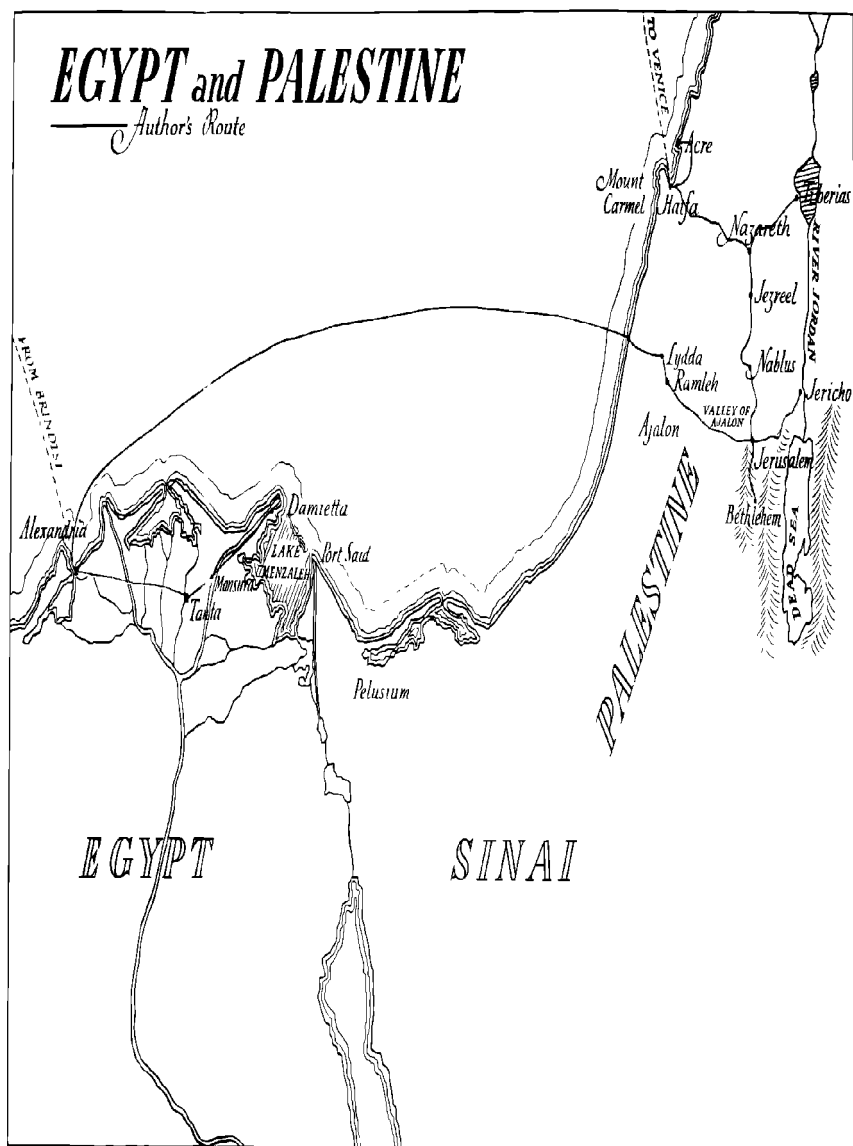 EGYPT and PALESTINE
Author's Route
TO VENICE
Acre
Mount
Carmel
Haifa
Tiberias
Nazareth
RIVER JORDAN
Jezreel
FROM BRINDISI
Lydda
Nablus
Ramleh
Jericho
VALLEY OF
AJALON
Ajalon
Jerusalem
Alexandria
Damietta
Bethlehem
LAKE
MENZALEH
Port Said
Mansura
DEAD SEA
Tanta
PALESTINE
Pelusium
EGYPT
SINAI